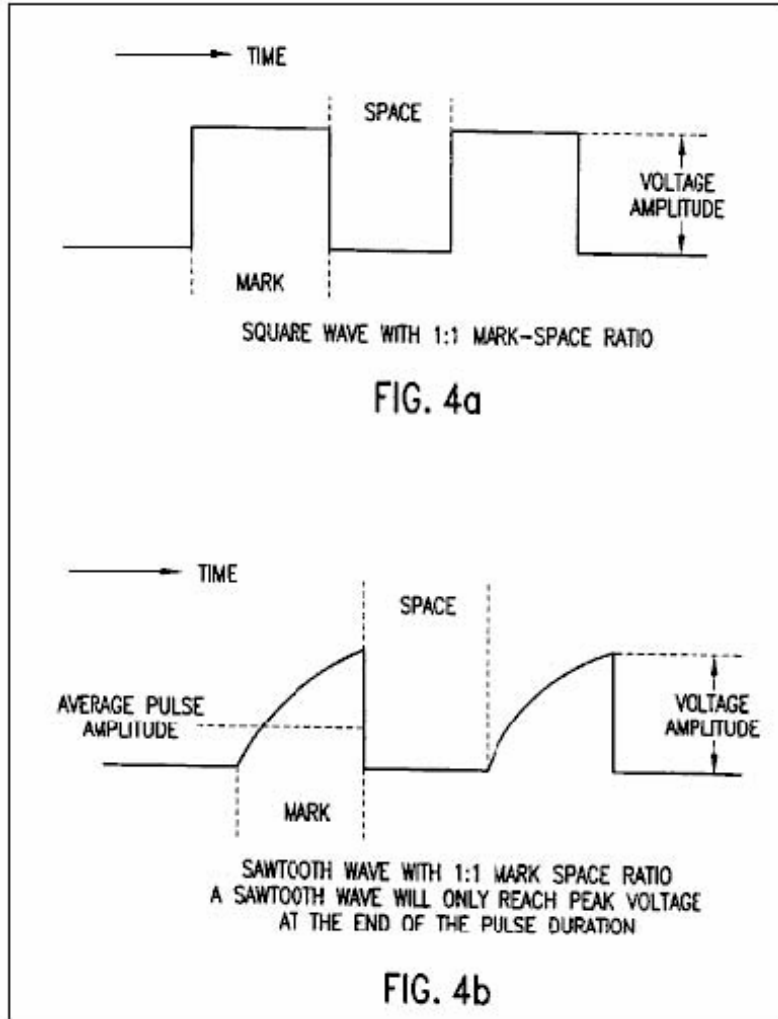 TIME
SPACE
VOLTAGE
AMPLITUDE
MARK
SQUARE WAVE WITH 1:1 MARK-SPACE RATIO
FIG. 4a
TIME
SPACE
AVERAGE PULSE
AMPLITUDE
VOLTAGE
AMPLITUDE
MARK
SAWTOOTH WAVE WITH 1:1 MARK SPACE RATIO
A SAWTOOTH WAVE WILL ONLY REACH PEAK VOLTAGE
AT THE END OF THE PULSE DURATION
FIG. 4b